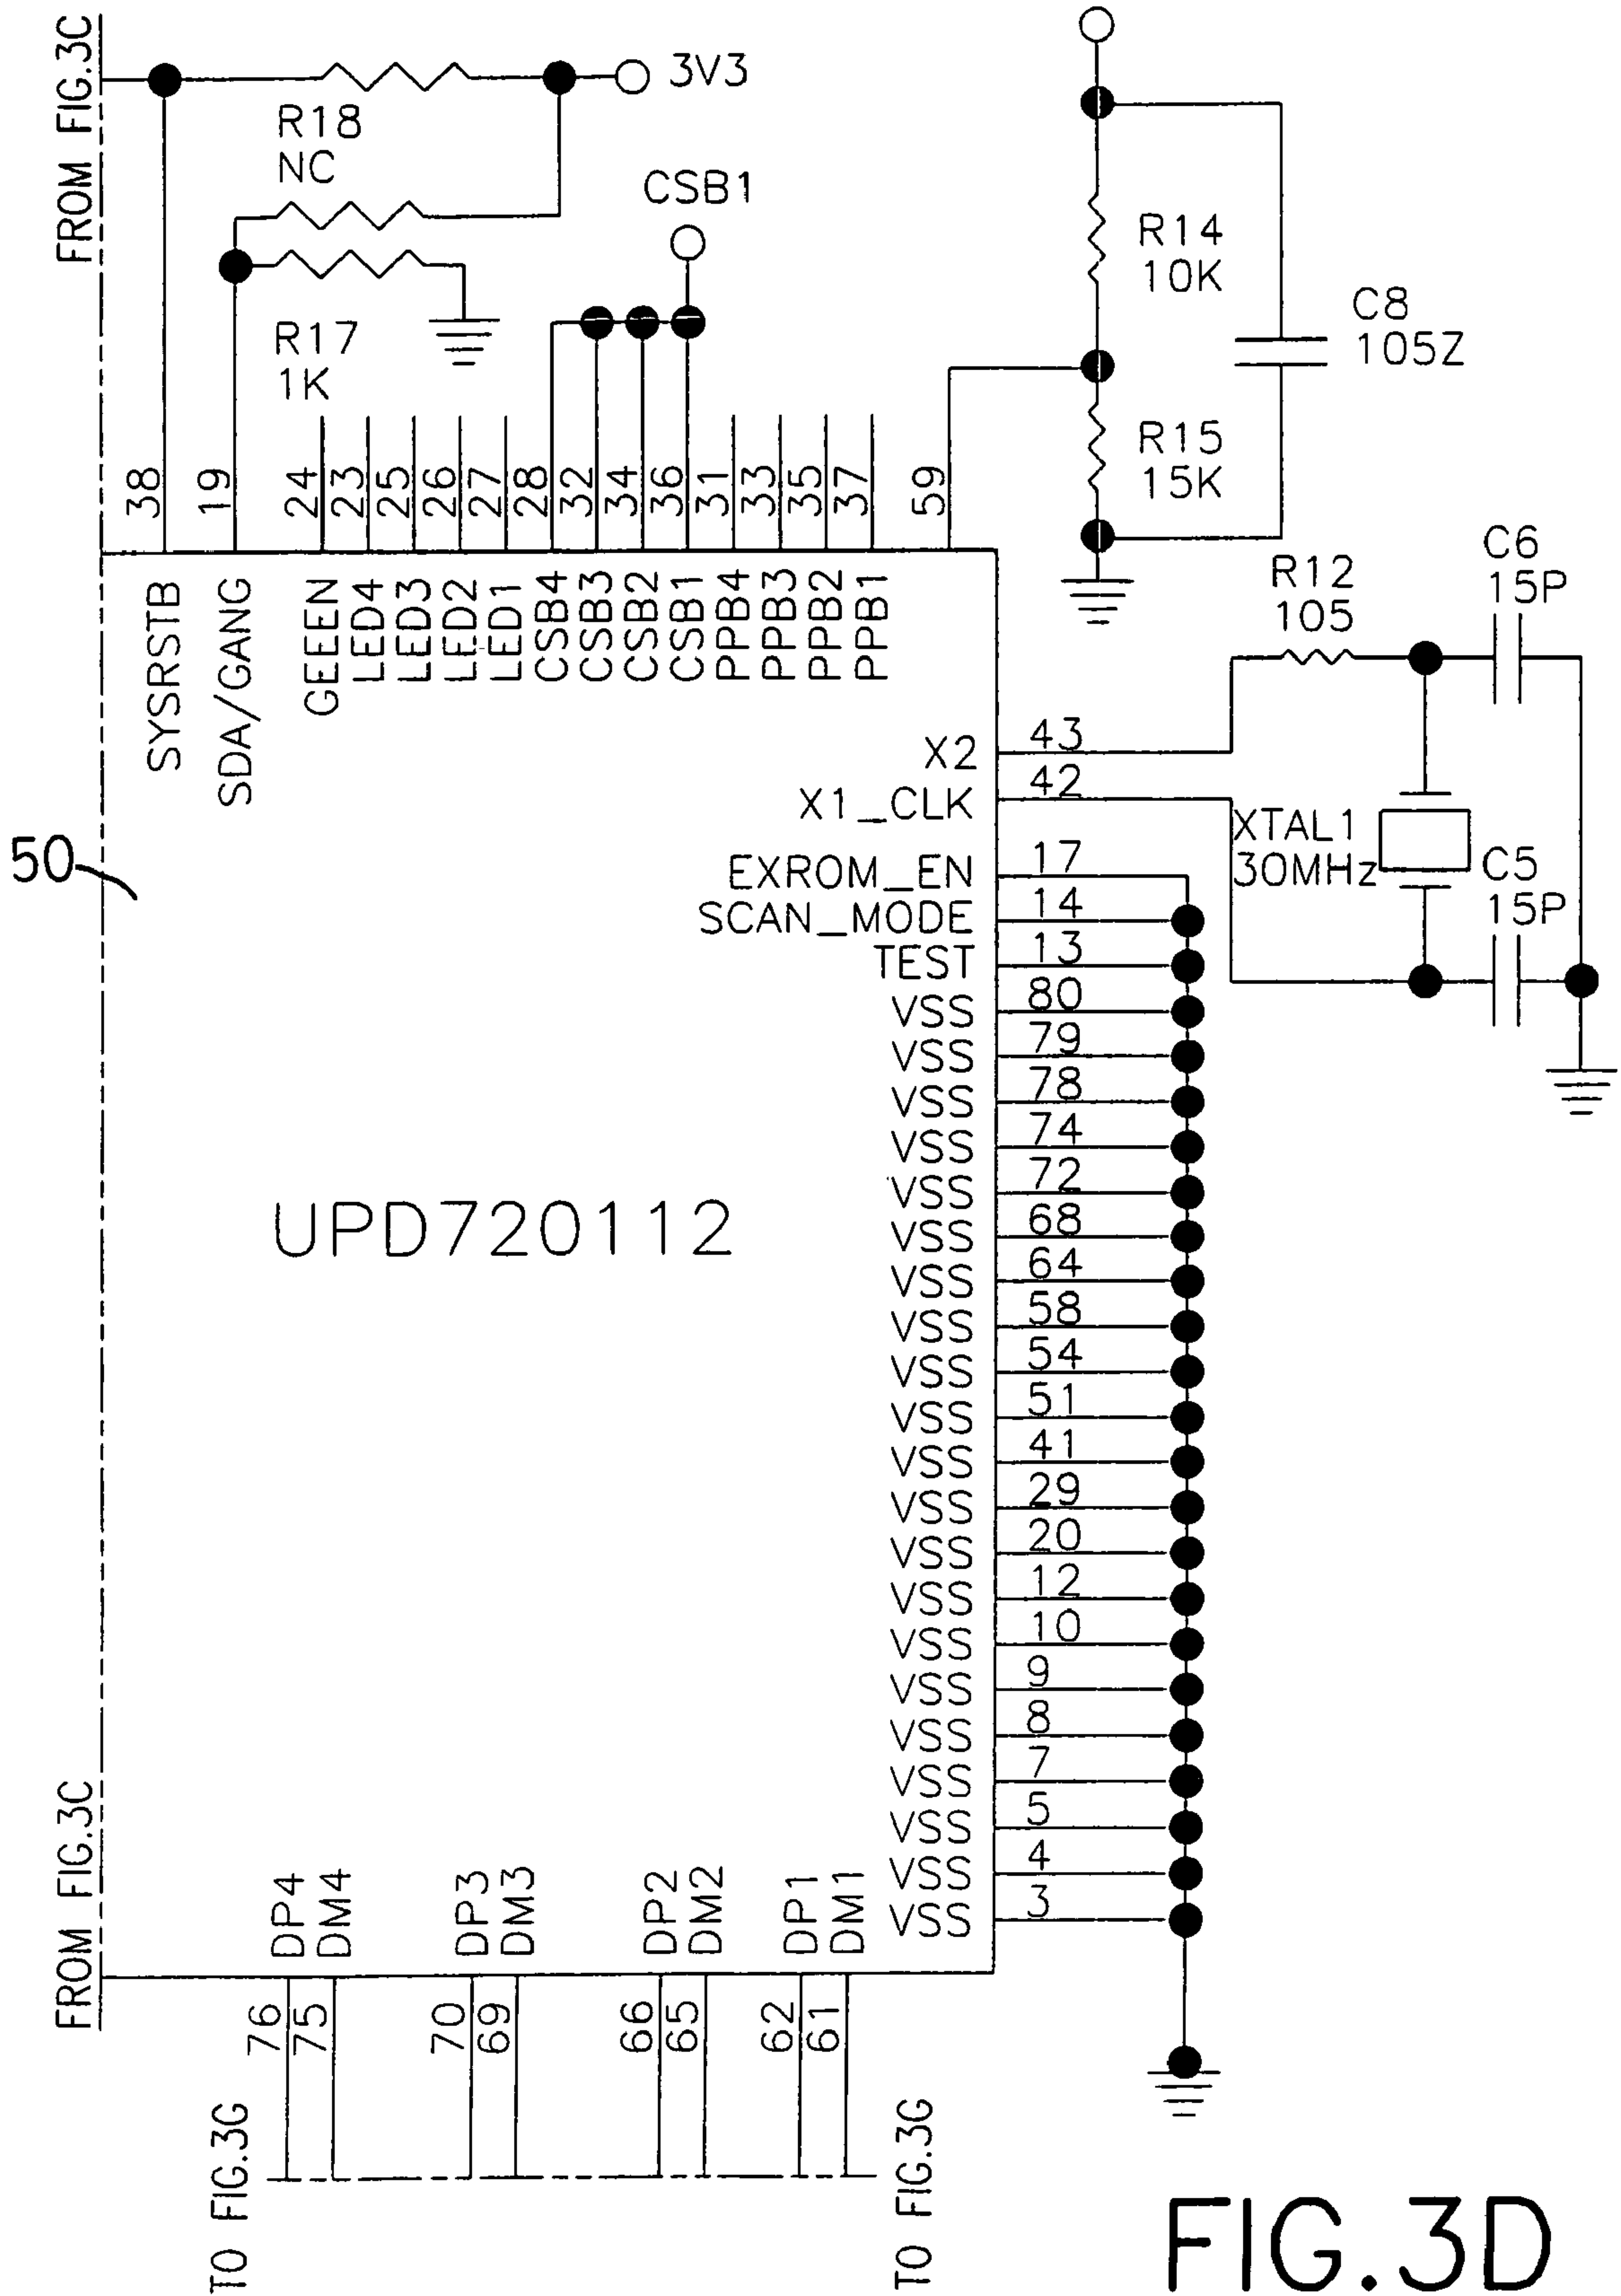 FROM FIG.3C
3V3
R18
NC
CSB1
R14
10K
C8
105Z
R17
1K
R15
15K
38
19
24
23
25
26
27
28
32
34
36
31
33
35
37
59
SYSRSTB
SDA/GANG
GEEEN
LED4
LED3
LED2
LED1
CSB4
CSB3
CSB2
CSB1
PPB4
PPB3
PPB2
PPB1
R12
105
C6
15P
X2 43
X1_CLK 42
XTAL1
30MHz
C5
15P
50
EXROM_EN 17
SCAN_MODE 14
TEST 13
VSS 80
VSS 79
VSS 78
VSS 74
VSS 72
VSS 68
VSS 64
VSS 58
VSS 54
VSS 51
VSS 41
VSS 29
VSS 20
VSS 12
VSS 10
VSS 9
VSS 8
VSS 7
VSS 5
VSS 4
VSS 3
UPD720112
FROM FIG.3C
DP4
DM4
DP3
DM3
DP2
DM2
DP1
DM1
76
75
70
69
66
65
62
61
TO FIG.3G
TO FIG.3G
FIG.3D